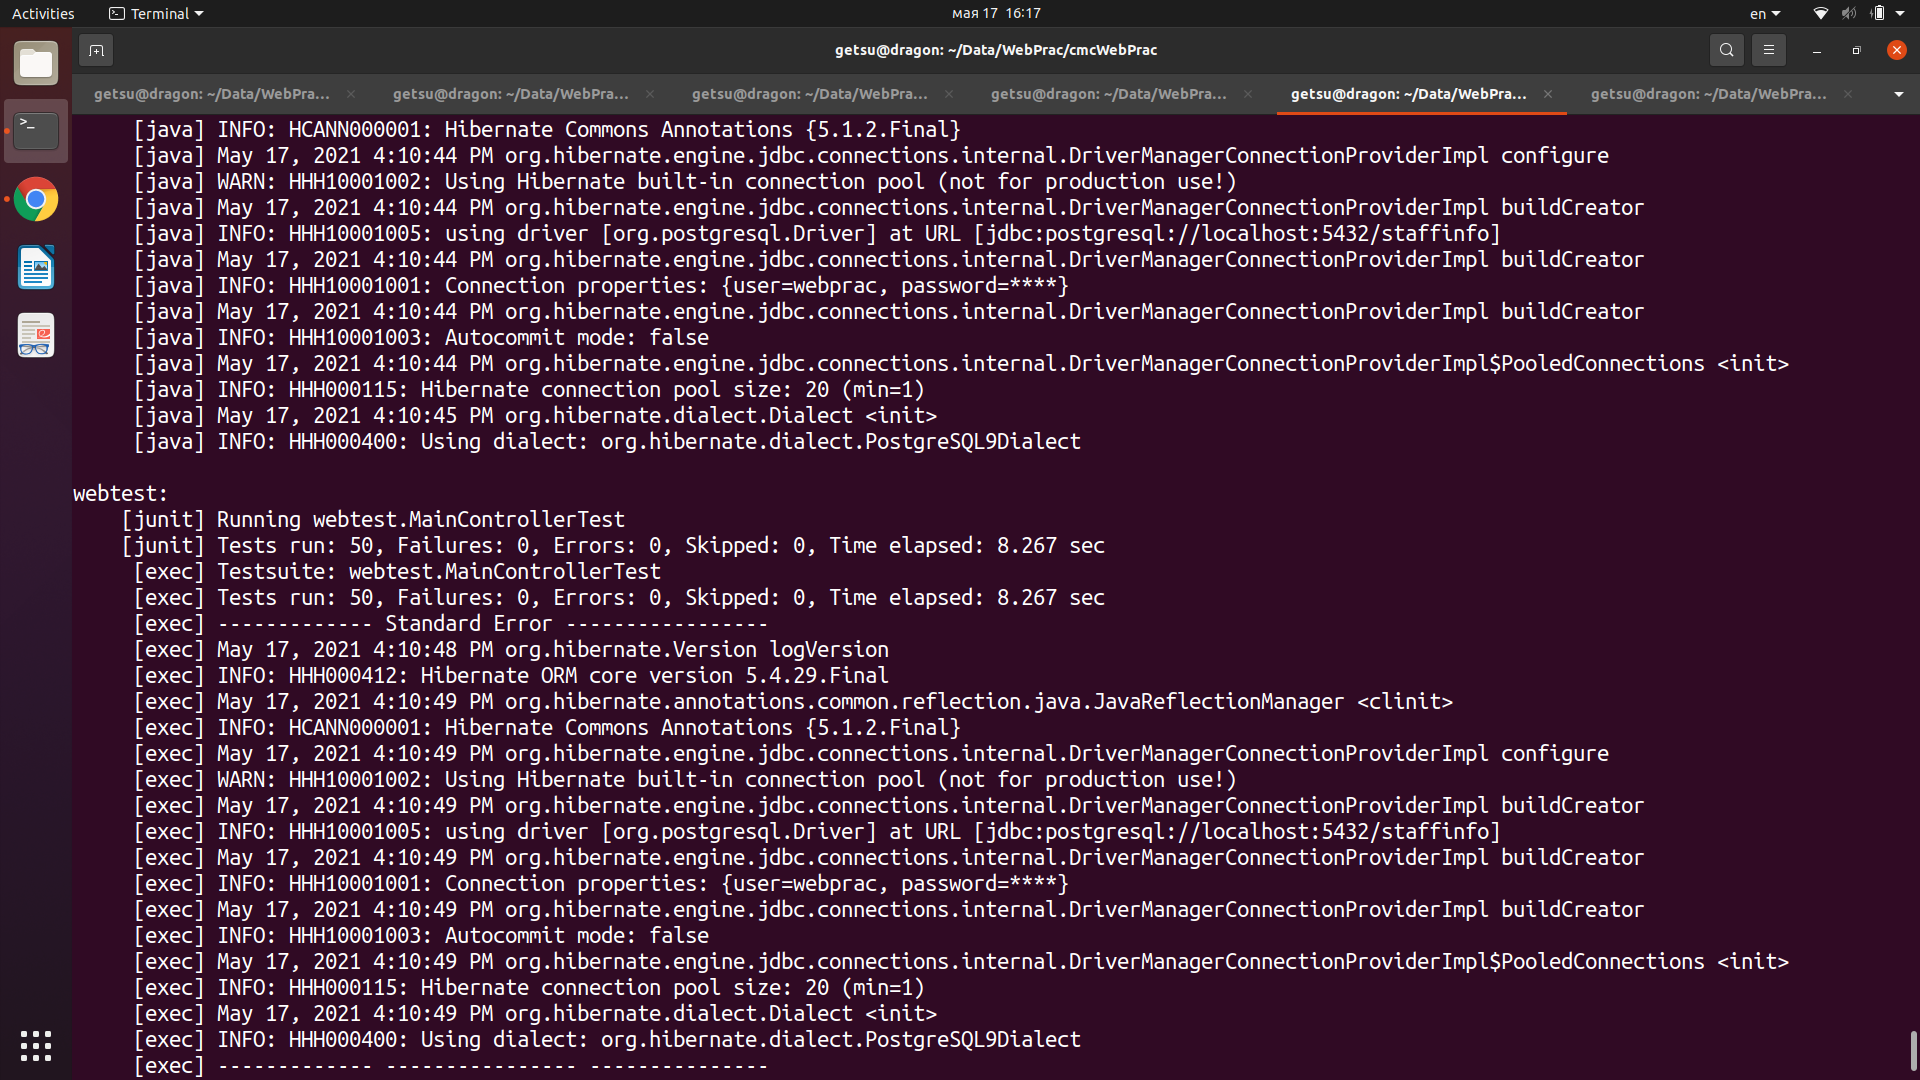 Activities
Terminal
мая 17 16:17
en
getsu@dragon: ~/Data/WebPrac/cmcWebPrac
getsu@dragon: ~/Data/WebPra...
getsu@dragon: ~/Data/WebPra...
getsu@dragon: ~/Data/WebPra...
getsu@dragon: ~/Data/WebPra...
getsu@dragon: ~/Data/WebPra...
getsu@dragon: ~/Data/WebPra...
[java] INFO: HCANN000001: Hibernate Commons Annotations {5.1.2.Final}
[java] May 17, 2021 4:10:44 PM org.hibernate.engine.jdbc.connections.internal.DriverManagerConnectionProviderImpl configure
[java] WARN: HHH10001002: Using Hibernate built-in connection pool (not for production use!)
[java] May 17, 2021 4:10:44 PM org.hibernate.engine.jdbc.connections.internal.DriverManagerConnectionProviderImpl buildCreator
[java] INFO: HHH10001005: using driver [org.postgresql.Driver] at URL [jdbc:postgresql://localhost:5432/staffinfo]
[java] May 17, 2021 4:10:44 PM org.hibernate.engine.jdbc.connections.internal.DriverManagerConnectionProviderImpl buildCreator
[java] INFO: HHH10001001: Connection properties: {user=webprac, password=****}
[java] May 17, 2021 4:10:44 PM org.hibernate.engine.jdbc.connections.internal.DriverManagerConnectionProviderImpl buildCreator
[java] INFO: HHH10001003: Autocommit mode: false
[java] May 17, 2021 4:10:44 PM org.hibernate.engine.jdbc.connections.internal.DriverManagerConnectionProviderImpl$PooledConnections <init>
[java] INFO: HHH000115: Hibernate connection pool size: 20 (min=1)
[java] May 17, 2021 4:10:45 PM org.hibernate.dialect.Dialect <init>
[java] INFO: HHH000400: Using dialect: org.hibernate.dialect.PostgreSQL9Dialect
webtest:
[junit] Running webtest.MainControllerTest
[junit] Tests run: 50, Failures: 0, Errors: 0, Skipped: 0, Time elapsed: 8.267 sec
[exec] Testsuite: webtest.MainControllerTest
[exec] Tests run: 50, Failures: 0, Errors: 0, Skipped: 0, Time elapsed: 8.267 sec
[exec] ------------- Standard Error -----------------
[exec] May 17, 2021 4:10:48 PM org.hibernate.Version logVersion
[exec] INFO: HHH000412: Hibernate ORM core version 5.4.29.Final
[exec] May 17, 2021 4:10:49 PM org.hibernate.annotations.common.reflection.java.JavaReflectionManager <clinit>
[exec] INFO: HCANN000001: Hibernate Commons Annotations {5.1.2.Final}
[exec] May 17, 2021 4:10:49 PM org.hibernate.engine.jdbc.connections.internal.DriverManagerConnectionProviderImpl configure
[exec] WARN: HHH10001002: Using Hibernate built-in connection pool (not for production use!)
[exec] May 17, 2021 4:10:49 PM org.hibernate.engine.jdbc.connections.internal.DriverManagerConnectionProviderImpl buildCreator
[exec] INFO: HHH10001005: using driver [org.postgresql.Driver] at URL [jdbc:postgresql://localhost:5432/staffinfo]
[exec] May 17, 2021 4:10:49 PM org.hibernate.engine.jdbc.connections.internal.DriverManagerConnectionProviderImpl buildCreator
[exec] INFO: HHH10001001: Connection properties: {user=webprac, password=****}
[exec] May 17, 2021 4:10:49 PM org.hibernate.engine.jdbc.connections.internal.DriverManagerConnectionProviderImpl buildCreator
[exec] INFO: HHH10001003: Autocommit mode: false
[exec] May 17, 2021 4:10:49 PM org.hibernate.engine.jdbc.connections.internal.DriverManagerConnectionProviderImpl$PooledConnections <init>
[exec] INFO: HHH000115: Hibernate connection pool size: 20 (min=1)
[exec] May 17, 2021 4:10:49 PM org.hibernate.dialect.Dialect <init>
[exec] INFO: HHH000400: Using dialect: org.hibernate.dialect.PostgreSQL9Dialect
[exec] ------------- ---------------- ---------------